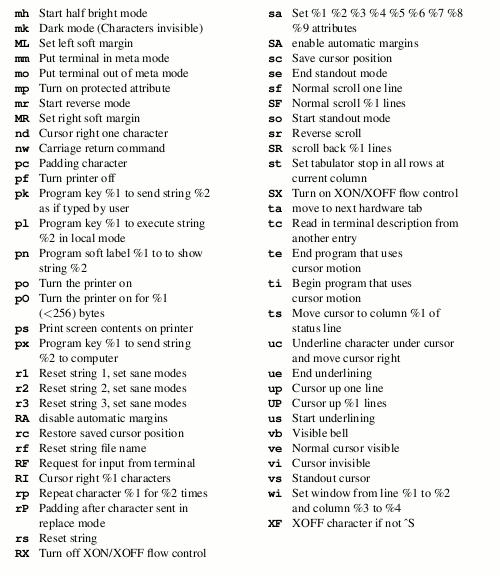 mh Start half bright mode
mk Dark mode (Characters invisible)
ML Set left soft margin
mm Put terminal in meta mode
mo Put terminal out of meta mode
mp Turn on protected attribute
mr Start reverse mode
MR Set right soft margin
nd Cursor right one character
nw Carriage return command
pc Padding character
pf Turn printer off
pk Program key %1 to send string %2
as if typed by user
pl Program key %1 to execute string
%2 in local mode
pn Program soft label %1 to to show
string %2
po Turn the printer on
pO Turn the printer on for %1
(<256) bytes
ps Print screen contents on printer
px Program key %1 to send string
%2 to computer
r1 Reset string 1, set sane modes
r2 Reset string 2, set sane modes
r3 Reset string 3, set sane modes
RA disable automatic margins
rc Restore saved cursor position
rf Reset string file name
RF Request for input from terminal
RI Cursor right %1 characters
rp Repeat character %1 for %2 times
rP Padding after character sent in
replace mode
rs Reset string
RX Turn off XON/XOFF flow control
sa Set %1 %2 %3 %4 %5 %6 %7 %8
%9 attributes
SA enable automatic margins
sc Save cursor position
se End standout mode
sf Normal scroll one line
SF Normal scroll %1 lines
so Start standout mode
sr Reverse scroll
SR scroll back %1 lines
st Set tabulator stop in all rows at
current column
SX Turn on XON/XOFF flow control
ta move to next hardware tab
tc Read in terminal description from
another entry
te End program that uses
cursor motion
ti Begin program that uses
cursor motion
ts Move cursor to column %1 of
status line
uc Underline character under cursor
and move cursor right
ue End underlining
up Cursor up one line
UP Cursor up %1 lines
us Start underlining
vb Visible bell
ve Normal cursor visible
vi Cursor invisible
vs Standout cursor
wi Set window from line %1 to %2
and column %3 to %4
XF XOFF character if not ^S